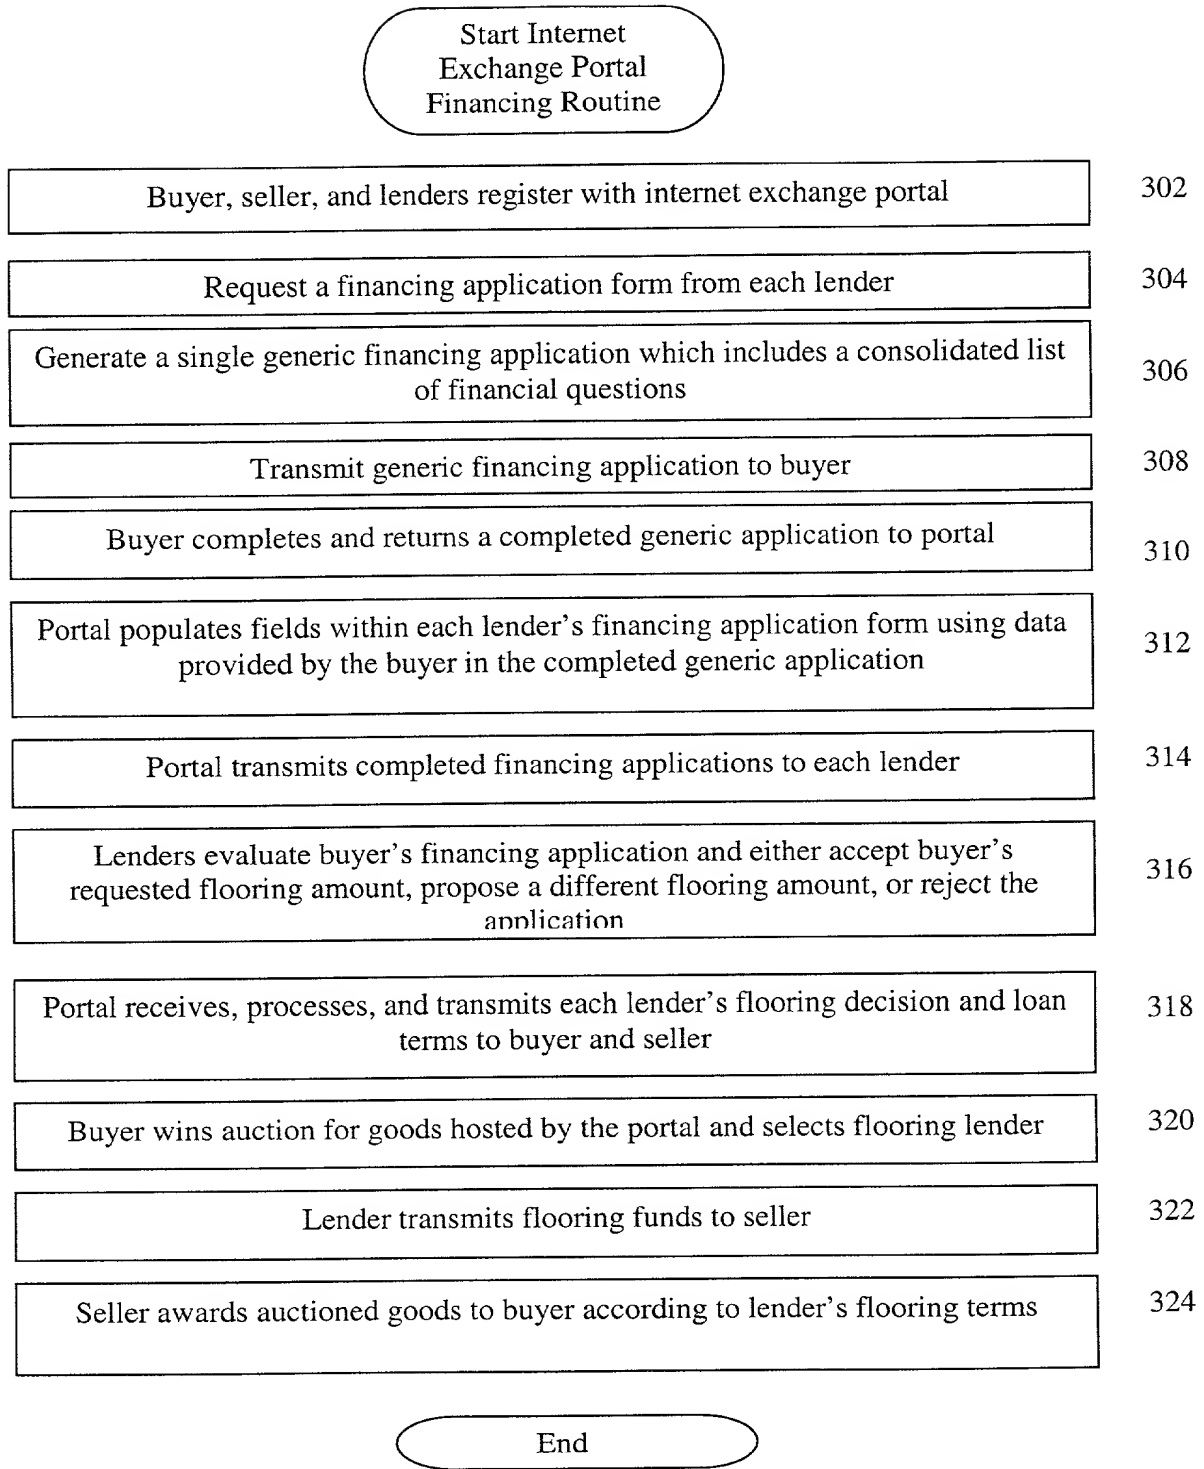 Start Internet
Exchange Portal
Financing Routine
Buyer, seller, and lenders register with internet exchange portal
302
Request a financing application form from each lender
304
Generate a single generic financing application which includes a consolidated list
of financial questions
306
Transmit generic financing application to buyer
308
Buyer completes and returns a completed generic application to portal
310
Portal populates fields within each lender's financing application form using data
provided by the buyer in the completed generic application
312
Portal transmits completed financing applications to each lender
314
Lenders evaluate buyer's financing application and either accept buyer's
requested flooring amount, propose a different flooring amount, or reject the
application
316
Portal receives, processes, and transmits each lender's flooring decision and loan
terms to buyer and seller
318
Buyer wins auction for goods hosted by the portal and selects flooring lender
320
Lender transmits flooring funds to seller
322
Seller awards auctioned goods to buyer according to lender's flooring terms
324
End